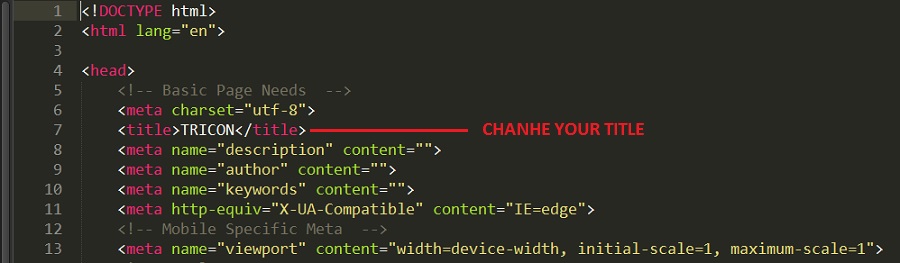 1 <!DOCTYPE html>
2 <html lang="en">
3
4 <head>
5 <!-- Basic Page Needs  -->
6 <meta charset="utf-8">
7 <title>TRICON</title> CHANHE YOUR TITLE
8 <meta name="description" content="">
9 <meta name="author" content="">
10 <meta name="keywords" content="">
11 <meta http-equiv="X-UA-Compatible" content="IE=edge">
12 <!-- Mobile Specific Meta  -->
13 <meta name="viewport" content="width=device-width, initial-scale=1, maximum-scale=1">